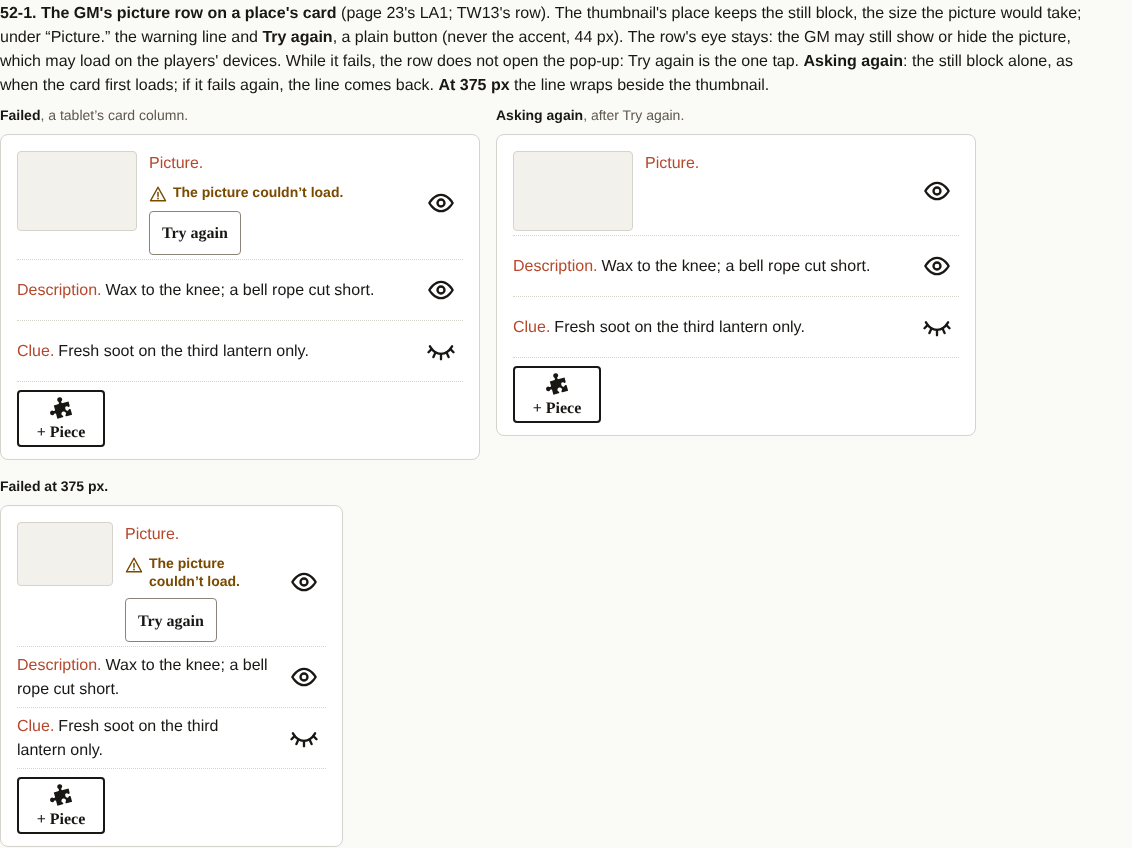 52-1. The GM's picture row on a place's card (page 23's LA1; TW13's row). The thumbnail's place keeps the still block, the size the picture would take;
under “Picture.” the warning line and Try again, a plain button (never the accent, 44 px). The row's eye stays: the GM may still show or hide the picture,
which may load on the players' devices. While it fails, the row does not open the pop-up: Try again is the one tap. Asking again: the still block alone, as
when the card first loads; if it fails again, the line comes back. At 375 px the line wraps beside the thumbnail.
Failed, a tablet’s card column.
Picture.
The picture couldn’t load.
Try again
Description. Wax to the knee; a bell rope cut short.
Clue. Fresh soot on the third lantern only.
+ Piece
Asking again, after Try again.
Picture.
Description. Wax to the knee; a bell rope cut short.
Clue. Fresh soot on the third lantern only.
+ Piece
Failed at 375 px.
Picture.
The picture
couldn’t load.
Try again
Description. Wax to the knee; a bell
rope cut short.
Clue. Fresh soot on the third
lantern only.
+ Piece